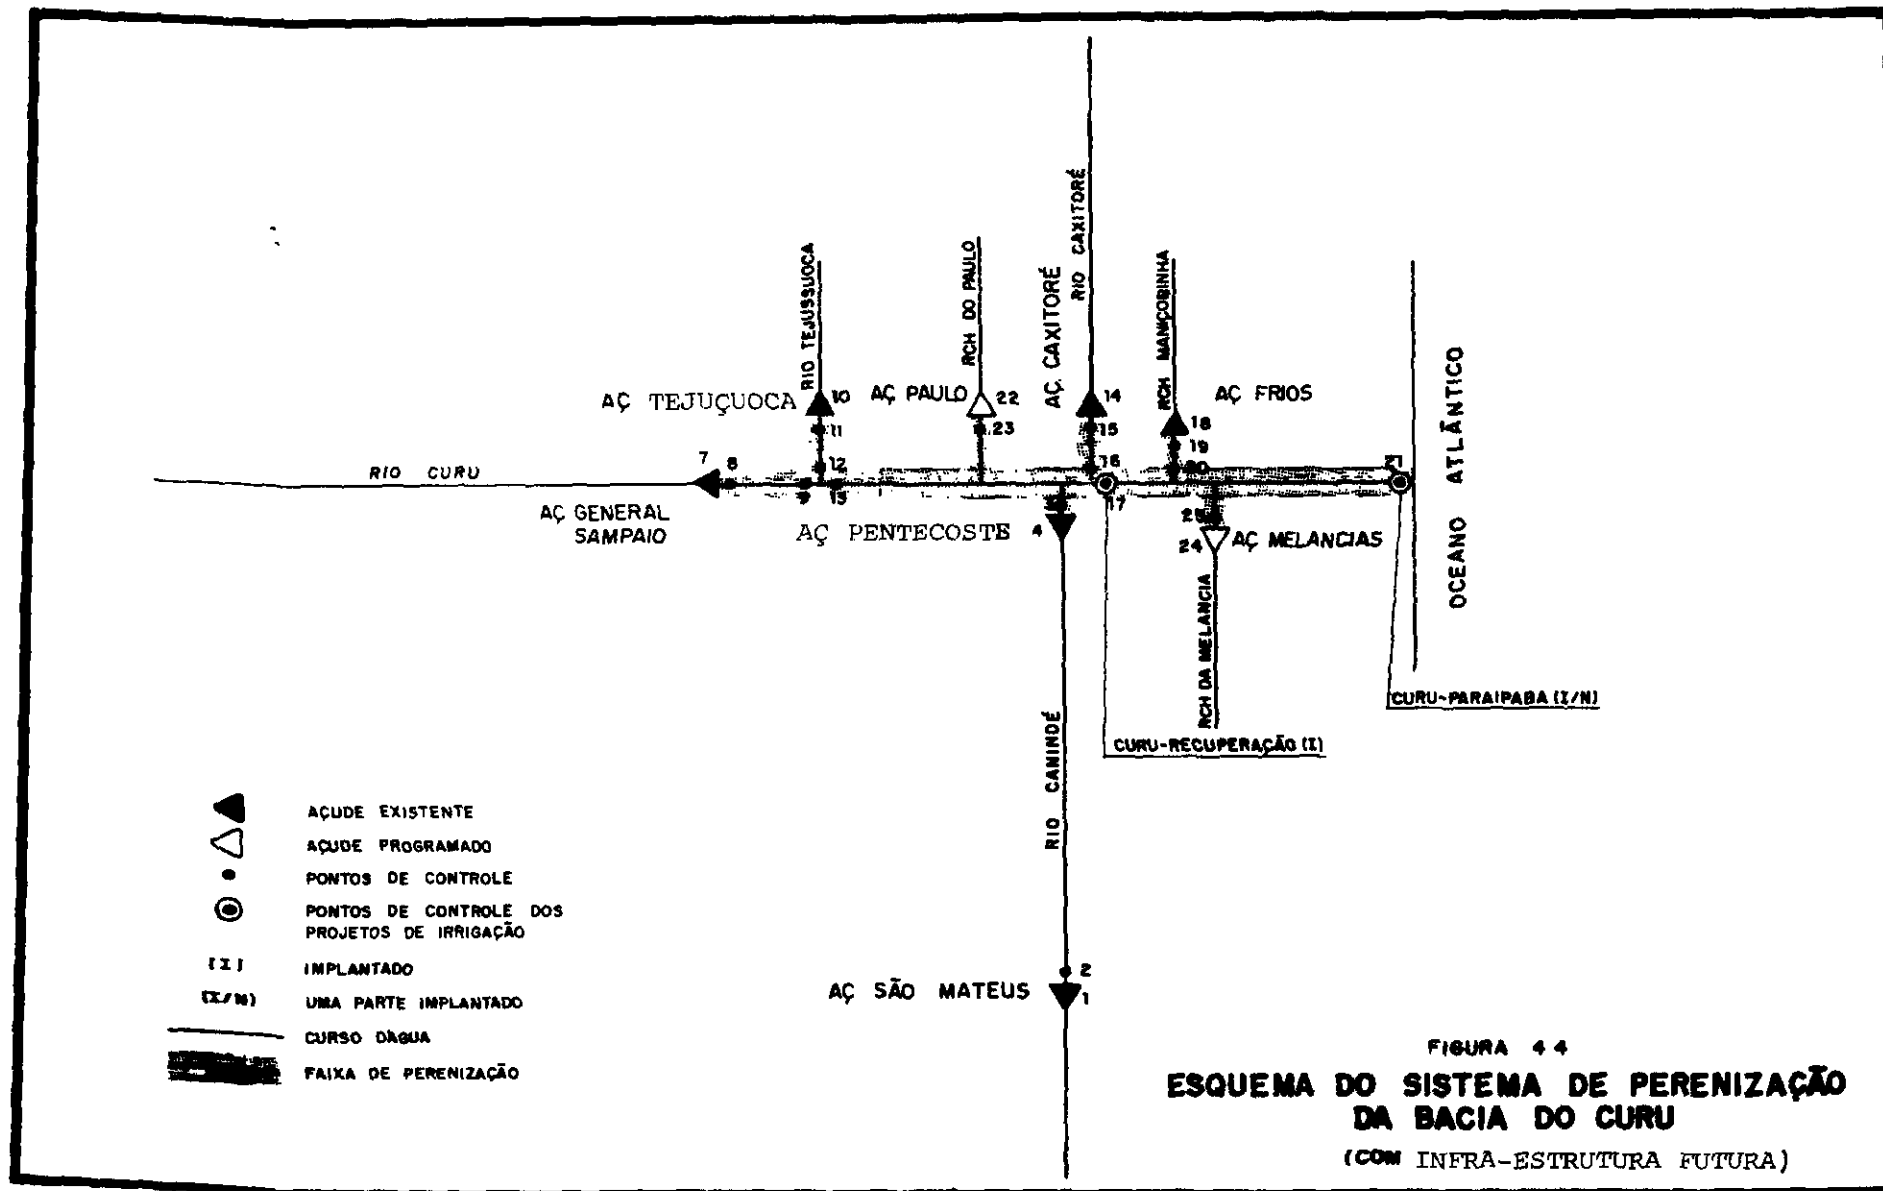 RIO TEJUSSUOCA
RCH DO PAULO
AÇ. CAXITORÉ
RIO CAXITORÉ
RCH MANIÇOBINHA
OCEANO ATLÂNTICO
AÇ TEJUÇUOCA
10
AÇ PAULO
22
14
AÇ FRIOS
11
23
15
18
19
7
8
12
16
20
21
RIO CURU
9
13
17
AÇ GENERAL
SAMPAIO
AÇ PENTECOSTE
4
25
24
AÇ MELANCIAS
RCH DA MELANCIA
CURU-PARAIPABA (I/N)
CURU-RECUPERAÇÃO (I)
RIO CANINDÉ
AÇUDE EXISTENTE
AÇUDE PROGRAMADO
PONTOS DE CONTROLE
PONTOS DE CONTROLE DOS
PROJETOS DE IRRIGAÇÃO
(I) IMPLANTADO
(I/N) UMA PARTE IMPLANTADO
CURSO D'ÁGUA
FAIXA DE PERENIZAÇÃO
2
AÇ SÃO MATEUS
1
FIGURA 4 4
ESQUEMA DO SISTEMA DE PERENIZAÇÃO
DA BACIA DO CURU
(COM INFRA-ESTRUTURA FUTURA)